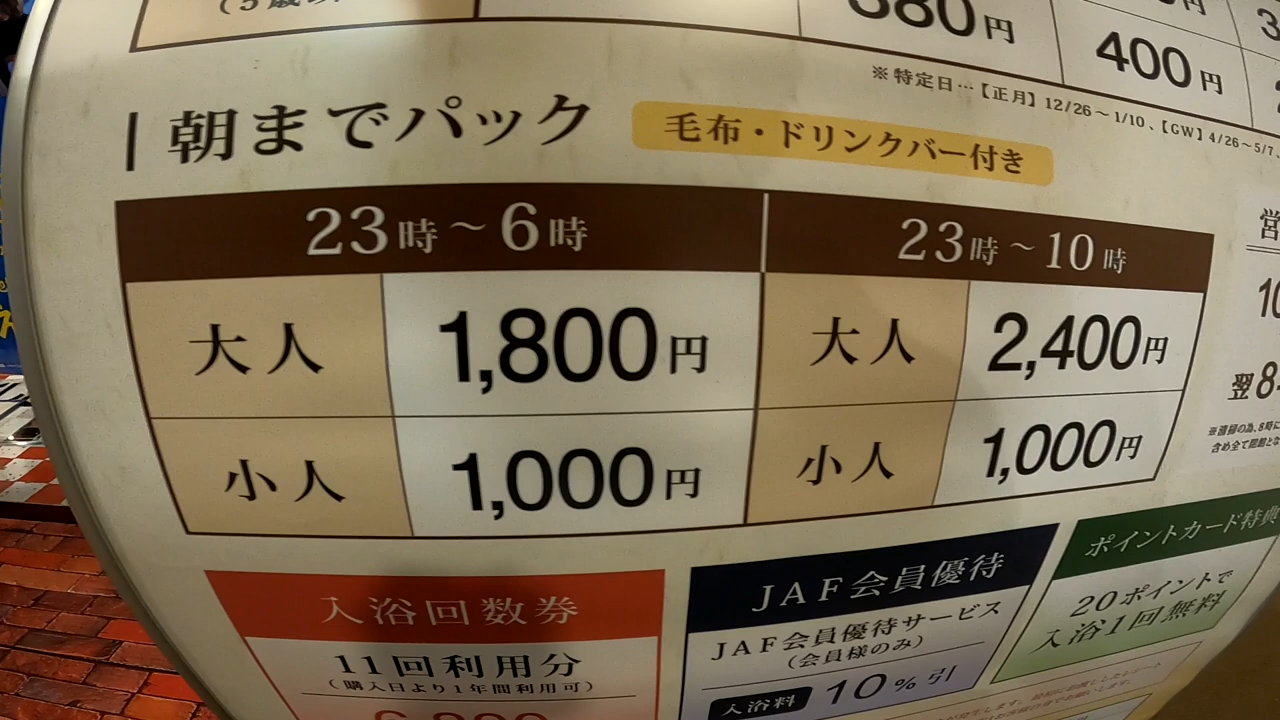 円
400円
※特定日…【正月】12/26～1/10、【GW】4/26～5/7、
朝までパック
毛布・ドリンクバー付き
23時～6時 23時～10時
大人 1,800円 大人 2,400円
小人 1,000円 小人 1,000円
入浴回数券
11回利用分
(購入日より1年間利用可)
JAF会員優待
JAF会員優待サービス
(会員様のみ)
入浴料 10%引
ポイントカード特典
20ポイントで
入浴1回無料